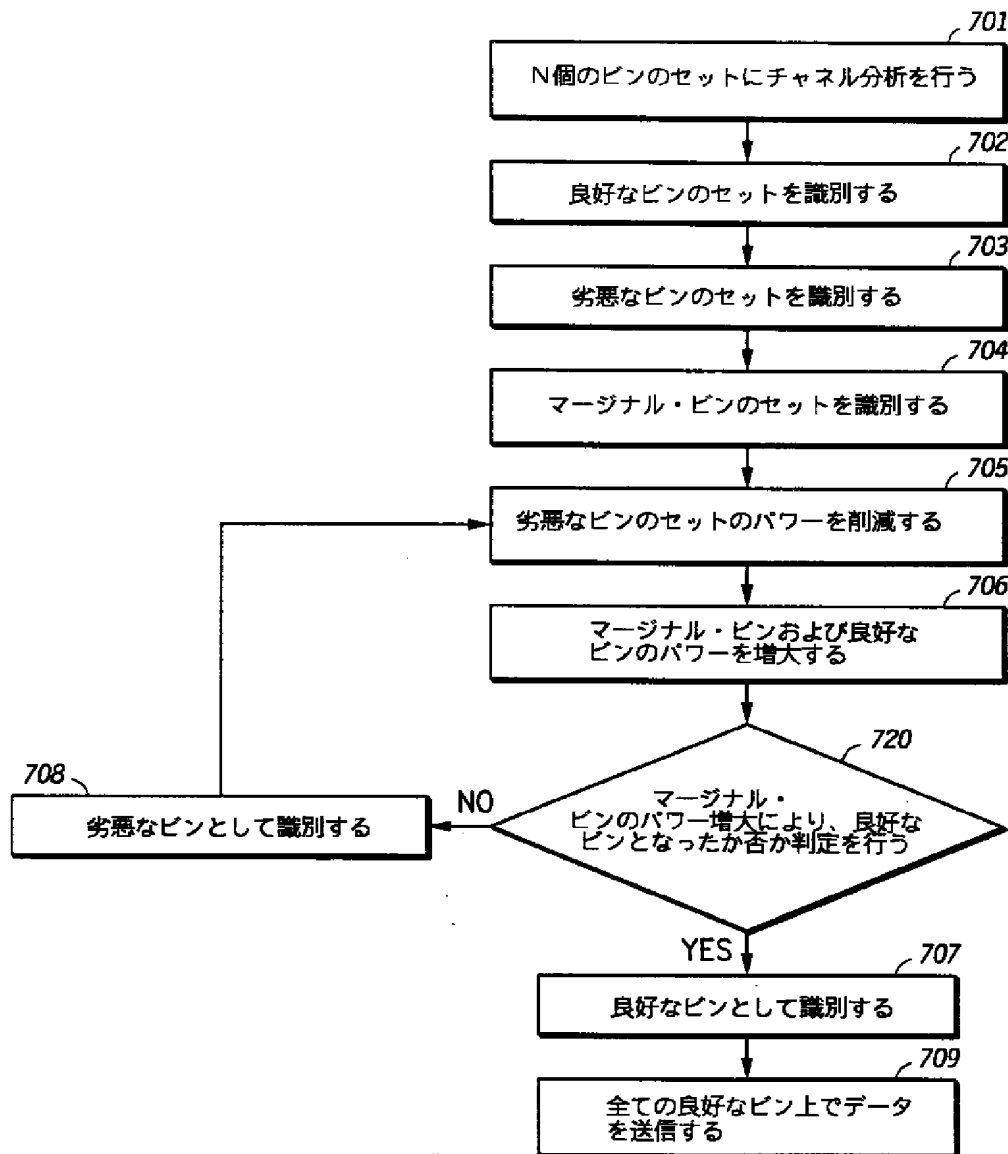 701
N個のビンのセットにチャネル分析を行う
702
良好なビンのセットを識別する
703
劣悪なビンのセットを識別する
704
マージナル・ビンのセットを識別する
705
劣悪なビンのセットのパワーを削減する
706
マージナル・ビンおよび良好な
ビンのパワーを増大する
720
マージナル・
ビンのパワー増大により、良好な
ビンとなったか否か判定を行う
NO
708
劣悪なビンとして識別する
YES
707
良好なビンとして識別する
709
全ての良好なビン上でデータ
を送信する